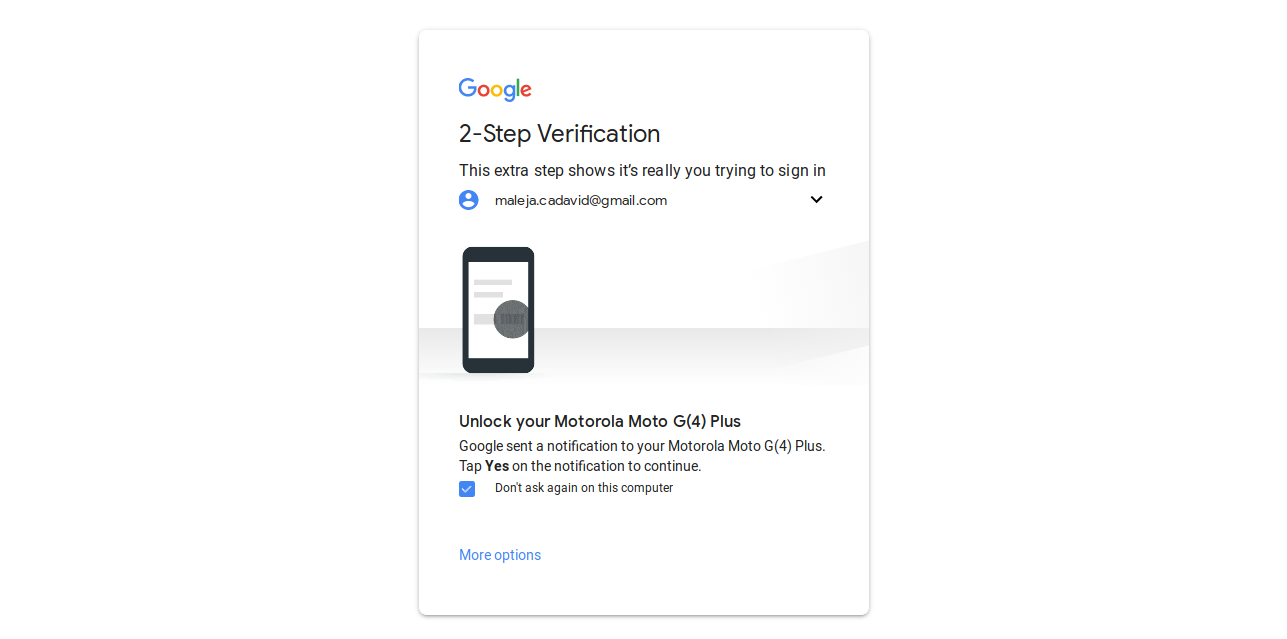 Google
2-Step Verification
This extra step shows it's really you trying to sign in
maleja.cadavid@gmail.com
Unlock your Motorola Moto G(4) Plus
Google sent a notification to your Motorola Moto G(4) Plus.
Tap Yes on the notification to continue.
Don't ask again on this computer
More options